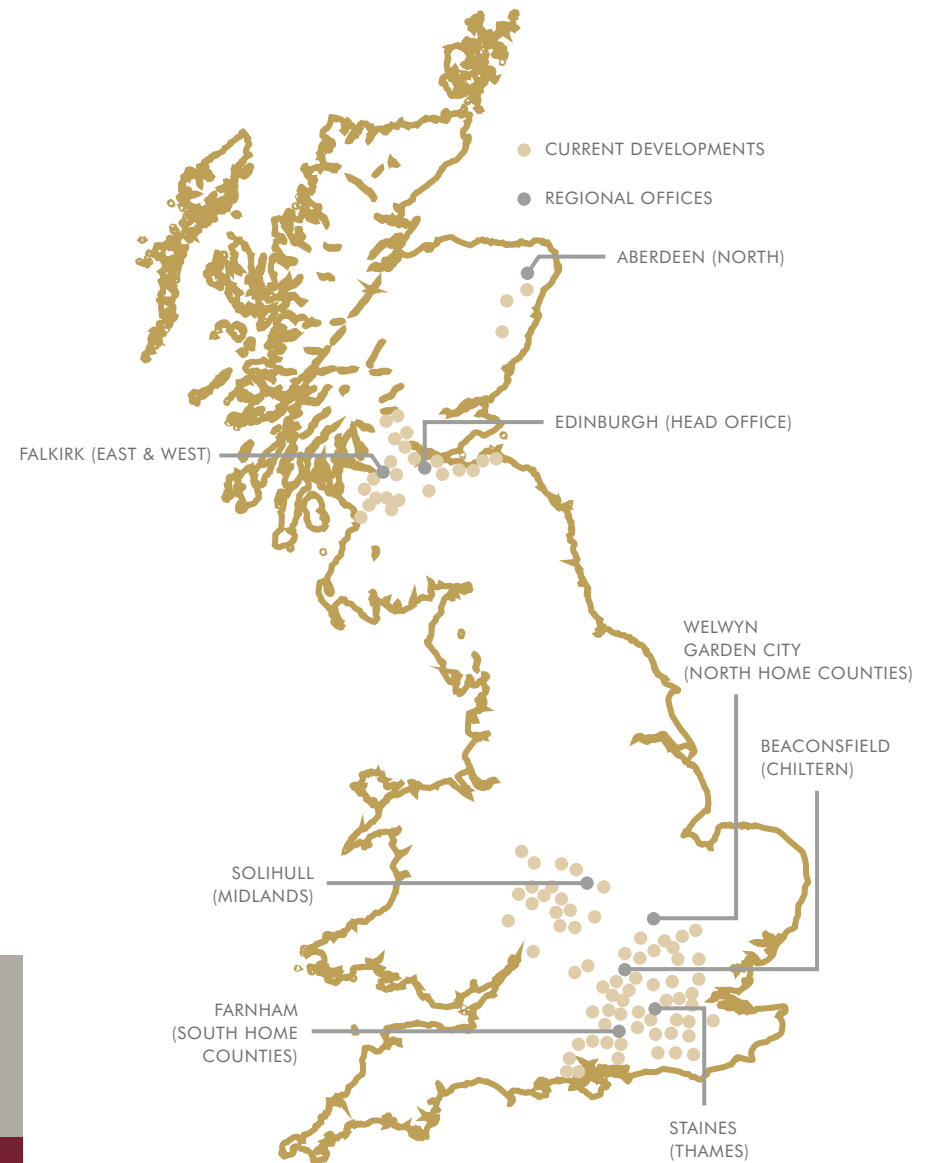 CURRENT DEVELOPMENTS
REGIONAL OFFICES
ABERDEEN (NORTH)
EDINBURGH (HEAD OFFICE)
FALKIRK (EAST & WEST)
WELWYN
GARDEN CITY
(NORTH HOME COUNTIES)
BEACONSFIELD
(CHILTERN)
SOLIHULL
(MIDLANDS)
FARNHAM
(SOUTH HOME
COUNTIES)
STAINES
(THAMES)